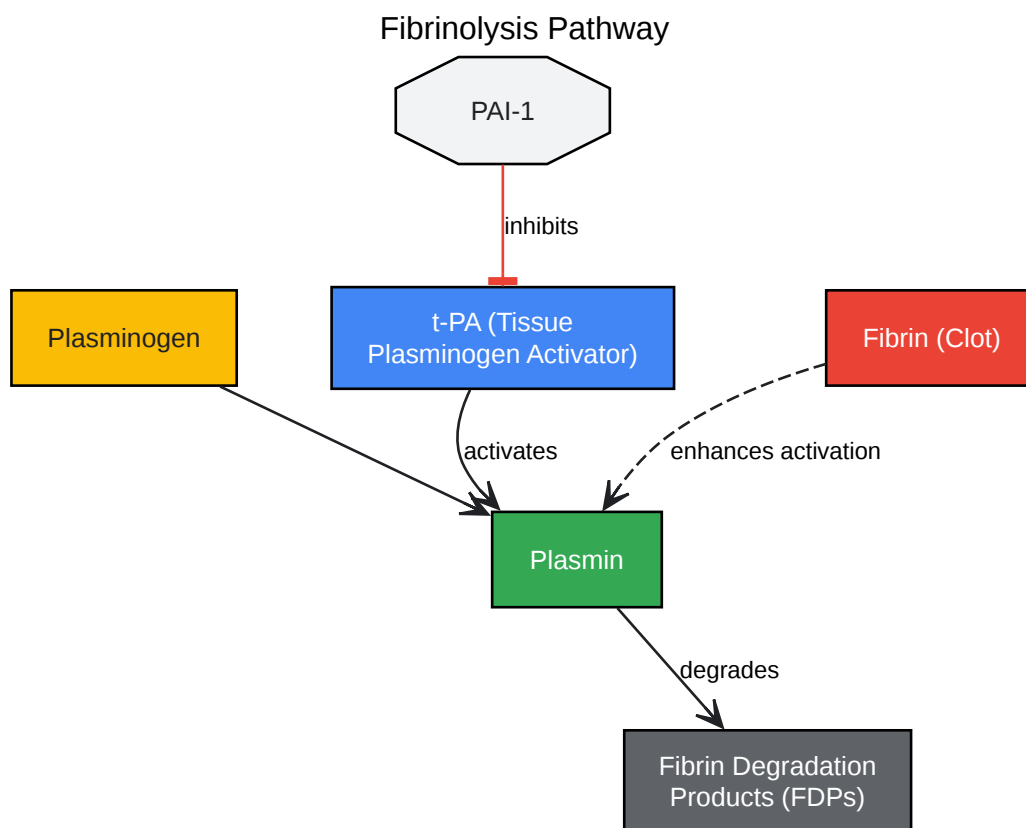 Fibrinolysis Pathway
PAI-1
inhibits
Plasminogen
t-PA (Tissue
Plasminogen Activator)
Fibrin (Clot)
activates
enhances activation
Plasmin
degrades
Fibrin Degradation
Products (FDPs)